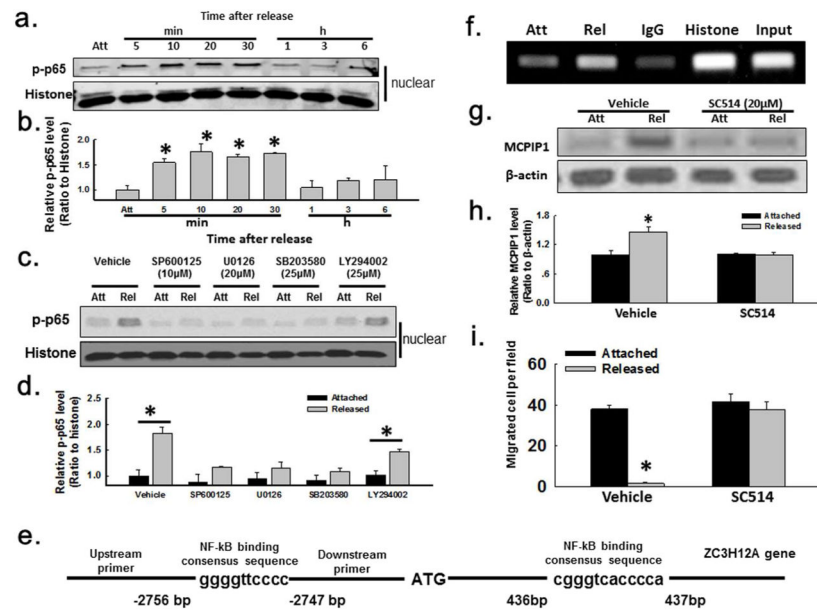 a.
Time after release
min h
Att 5 10 20 30 1 3 6
p-p65
Histone
nuclear
b.
Relative p-p65 level
(Ratio to Histone)
2.0
1.5
1.0
*
*
*
*
Att 5 10 20 30 1 3 6
min h
Time after release
c.
Vehicle SP600125 U0126 SB203580 LY294002
(10μM) (20μM) (25μM) (25μM)
Att Rel Att Rel Att Rel Att Rel Att Rel
p-p65
Histone
nuclear
d.
Relative p-p65 level
(Ratio to histone)
2.5
2.0
1.5
1.0
Attached
Released
*
*
Vehicle SP600125 U0126 SB203580 LY294002
e.
Upstream primer
NF-kB binding consensus sequence
Downstream primer
NF-kB binding consensus sequence
ZC3H12A gene
ggggttcccc ATG cgggtcacccca
-2756 bp -2747 bp 436bp 437bp
f.
Att Rel IgG Histone Input
g.
Vehicle SC514 (20μM)
Att Rel Att Rel
MCPIP1
β-actin
h.
Relative MCPIP1 level
(Ratio to β-actin)
1.8
1.2
.6
0
Attached
Released
*
Vehicle SC514
i.
Migrated cell per field
60
40
20
0
Attached
Released
*
Vehicle SC514